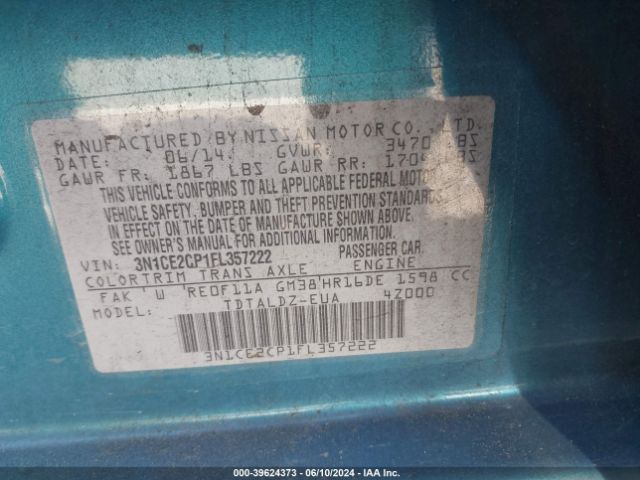 MANUFACTURED BY NISSAN MOTOR CO., LTD.
DATE: 06/14 GVWR: 3470 LBS
GAWR FR: 1867 LBS GAWR RR: 1709 LBS
THIS VEHICLE CONFORMS TO ALL APPLICABLE FEDERAL MOTOR
VEHICLE SAFETY, BUMPER AND THEFT PREVENTION STANDARDS
IN EFFECT ON THE DATE OF MANUFACTURE SHOWN ABOVE.
SEE OWNER'S MANUAL FOR ADDITIONAL INFORMATION.
VIN: 3N1CE2CP1FL357222 PASSENGER CAR
COLOR TRIM TRANS AXLE ENGINE
FAK W RE0F11A GM38 HR16DE 1598 CC
MODEL: TDTALDZ-EUA 4Z000
3N1CE2CP1FL357222
000-39624373 - 06/10/2024 - IAA Inc.